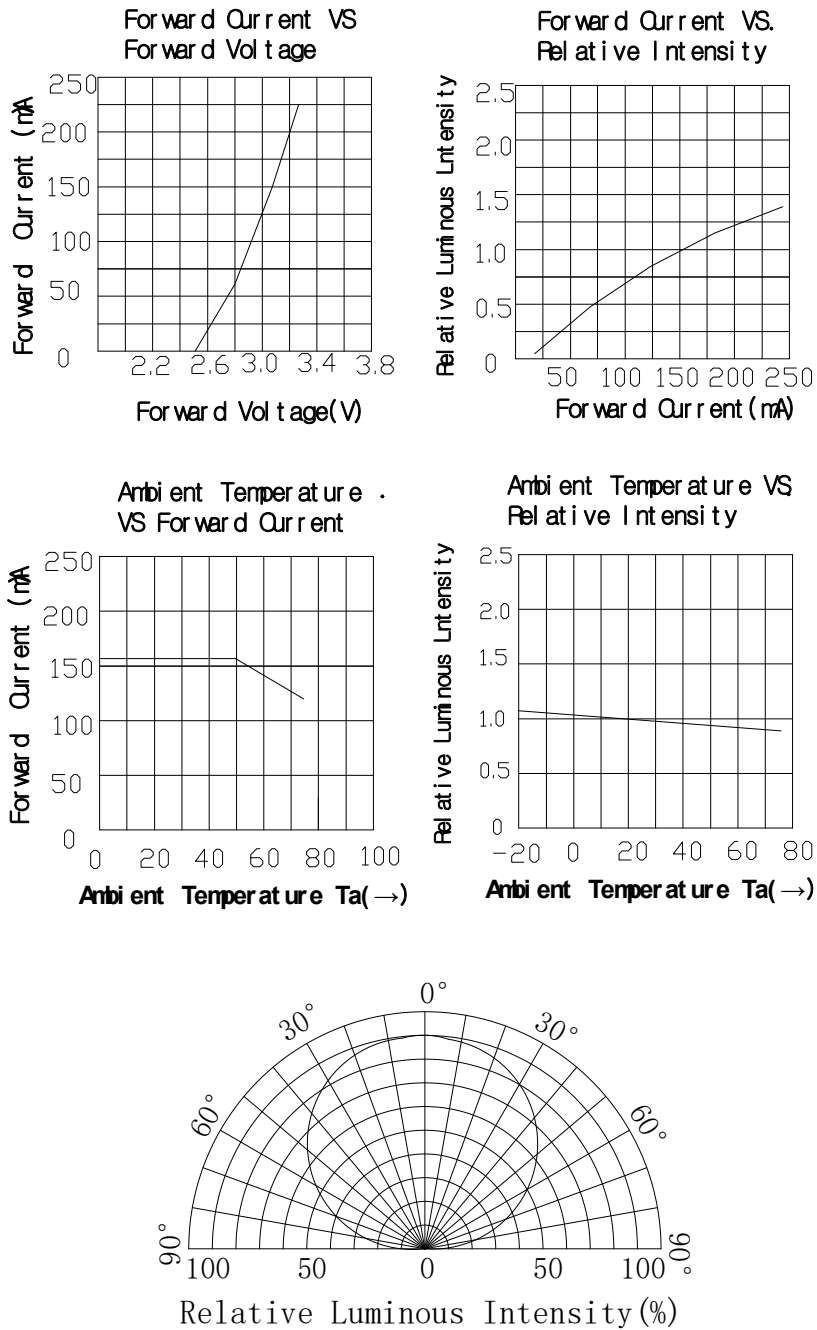 Forward Current VS
Forward Voltage
Forward Current (mA)
250
200
150
100
50
0
2.2 2.6 3.0 3.4 3.8
Forward Voltage(V)
Forward Current VS.
Relative Intensity
Relative Luminous Lntensity
2.5
2.0
1.5
1.0
0.5
0
50 100 150 200 250
Forward Current(mA)
Ambient Temperature .
VS Forward Current
Forward Current (mA)
250
200
150
100
50
0
0 20 40 60 80 100
Ambient Temperature Ta(→)
Ambient Temperature VS.
Relative Intensity
Relative Luminous Lntensity
2.5
2.0
1.5
1.0
0.5
0
-20 0 20 40 60 80
Ambient Temperature Ta(→)
0°
30° 30°
60° 60°
90° 90°
100 50 0 50 100
Relative Luminous Intensity(%)